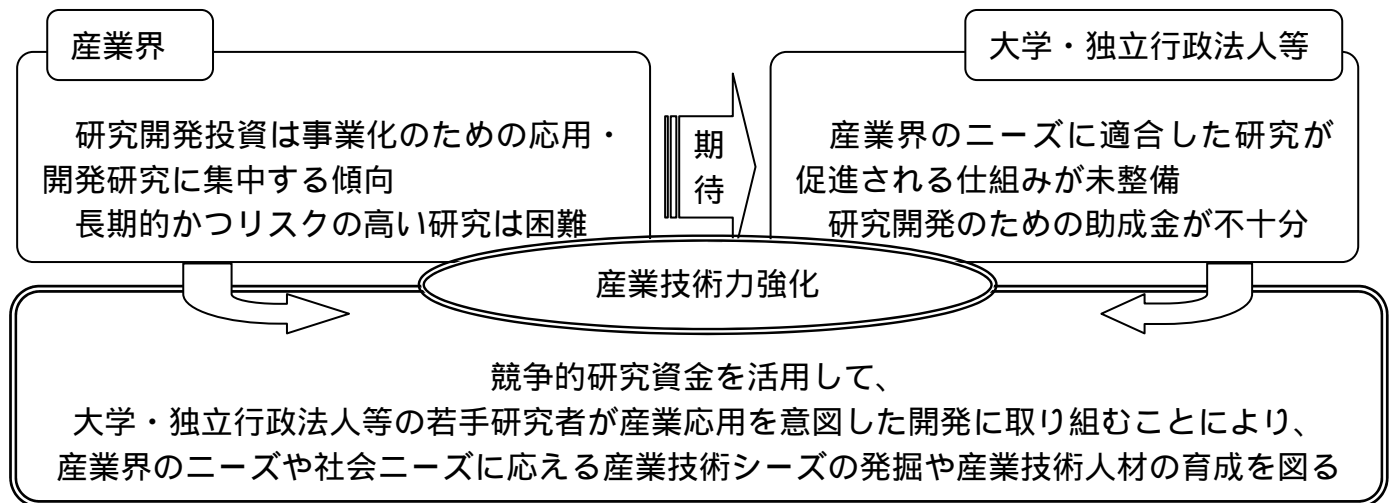 産業界
研究開発投資は事業化のための応用・
開発研究に集中する傾向
長期的かつリスクの高い研究は困難
期
待
大学・独立行政法人等
産業界のニーズに適合した研究が
促進される仕組みが未整備
研究開発のための助成金が不十分
産業技術力強化
競争的研究資金を活用して、
大学・独立行政法人等の若手研究者が産業応用を意図した開発に取り組むことにより、
産業界のニーズや社会ニーズに応える産業技術シーズの発掘や産業技術人材の育成を図る